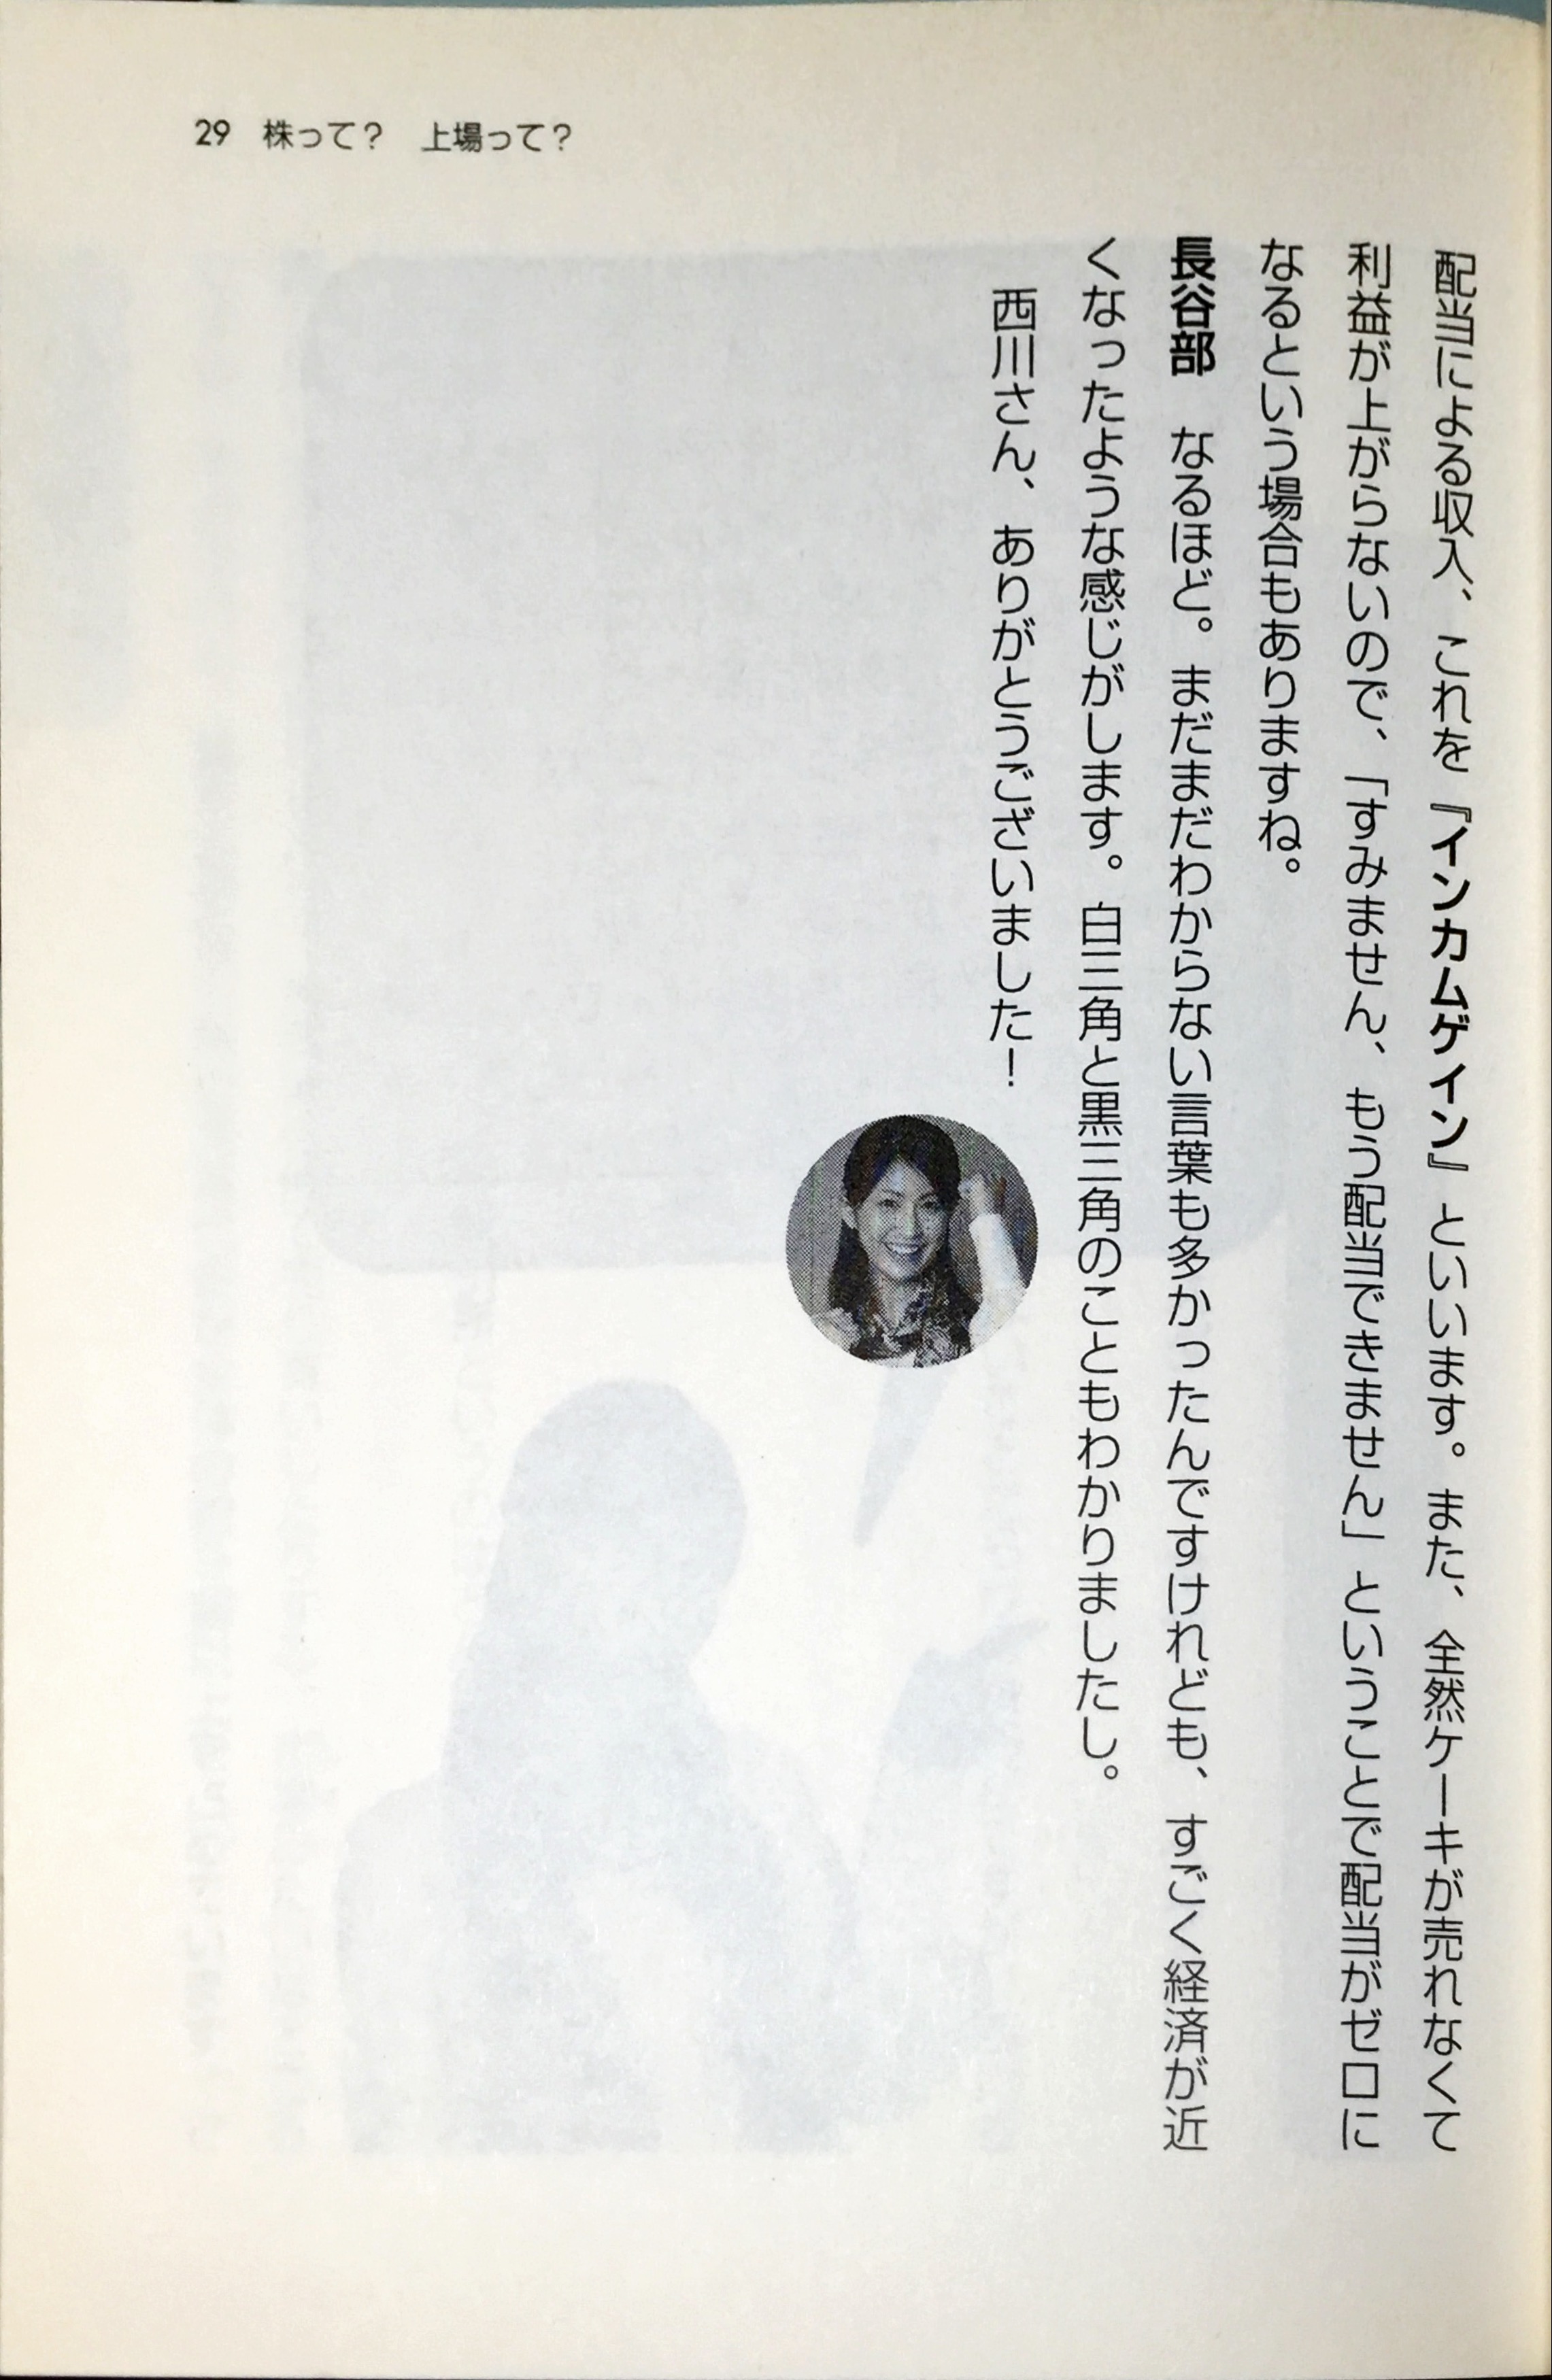 29 株って？ 上場って？
配当による収入、これを『インカムゲイン』といいます。また、全然ケーキが売れなくて
利益が上がらないので、「すみません、もう配当できません」ということで配当がゼロに
なるという場合もありますね。
長谷部　なるほど。まだまだわからない言葉も多かったんですけれども、すごく経済が近
くなったような感じがします。白三角と黒三角のこともわかりましたし。
西川さん、ありがとうございました！